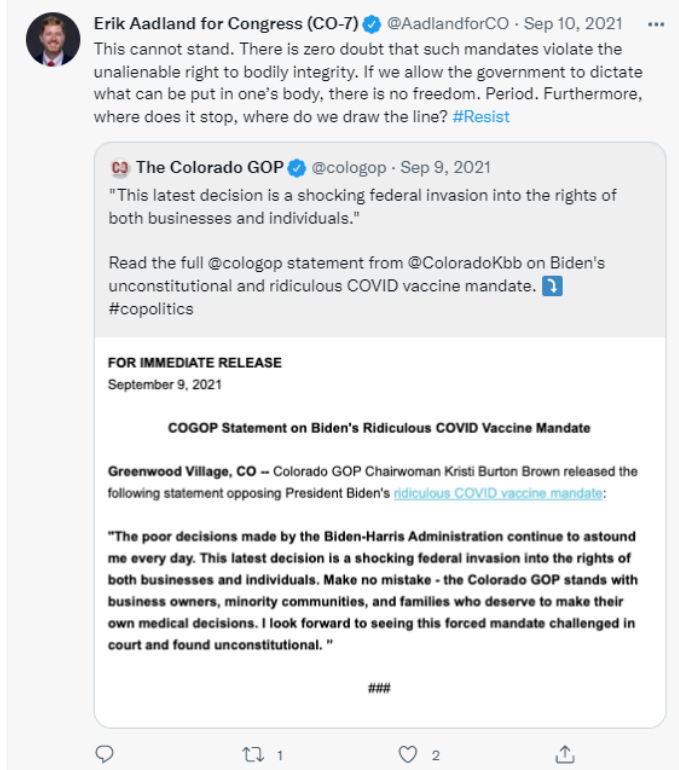 Erik Aadland for Congress (CO-7) @AadlandforCO · Sep 10, 2021
This cannot stand. There is zero doubt that such mandates violate the
unalienable right to bodily integrity. If we allow the government to dictate
what can be put in one's body, there is no freedom. Period. Furthermore,
where does it stop, where do we draw the line? #Resist
The Colorado GOP @cologop · Sep 9, 2021
"This latest decision is a shocking federal invasion into the rights of
both businesses and individuals."
Read the full @cologop statement from @ColoradoKbb on Biden's
unconstitutional and ridiculous COVID vaccine mandate. ⤵
#copolitics
FOR IMMEDIATE RELEASE
September 9, 2021
COGOP Statement on Biden's Ridiculous COVID Vaccine Mandate
Greenwood Village, CO -- Colorado GOP Chairwoman Kristi Burton Brown released the
following statement opposing President Biden's ridiculous COVID vaccine mandate:
"The poor decisions made by the Biden-Harris Administration continue to astound
me every day. This latest decision is a shocking federal invasion into the rights of
both businesses and individuals. Make no mistake - the Colorado GOP stands with
business owners, minority communities, and families who deserve to make their
own medical decisions. I look forward to seeing this forced mandate challenged in
court and found unconstitutional. "
###
1 2